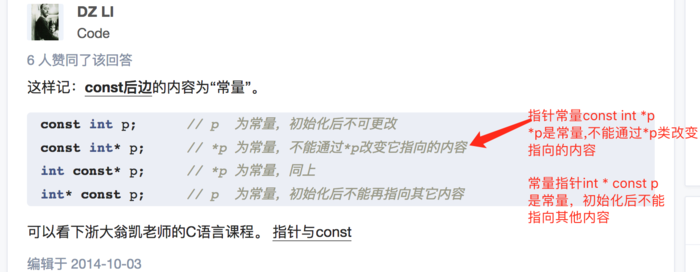 DZ LI
Code
6 人赞同了该回答
这样记：const后边的内容为“常量”。
const int p; // p 为常量，初始化后不可更改
const int* p; // *p 为常量，不能通过*p改变它指向的内容
int const* p; // *p 为常量，同上
int* const p; // p 为常量，初始化后不能再指向其它内容
指针常量const int *p
*p是常量,不能通过*p类改变
指向的内容
常量指针int * const p
是常量，初始化后不能
指向其他内容
可以看下浙大翁凯老师的C语言课程。 指针与const
编辑于 2014-10-03